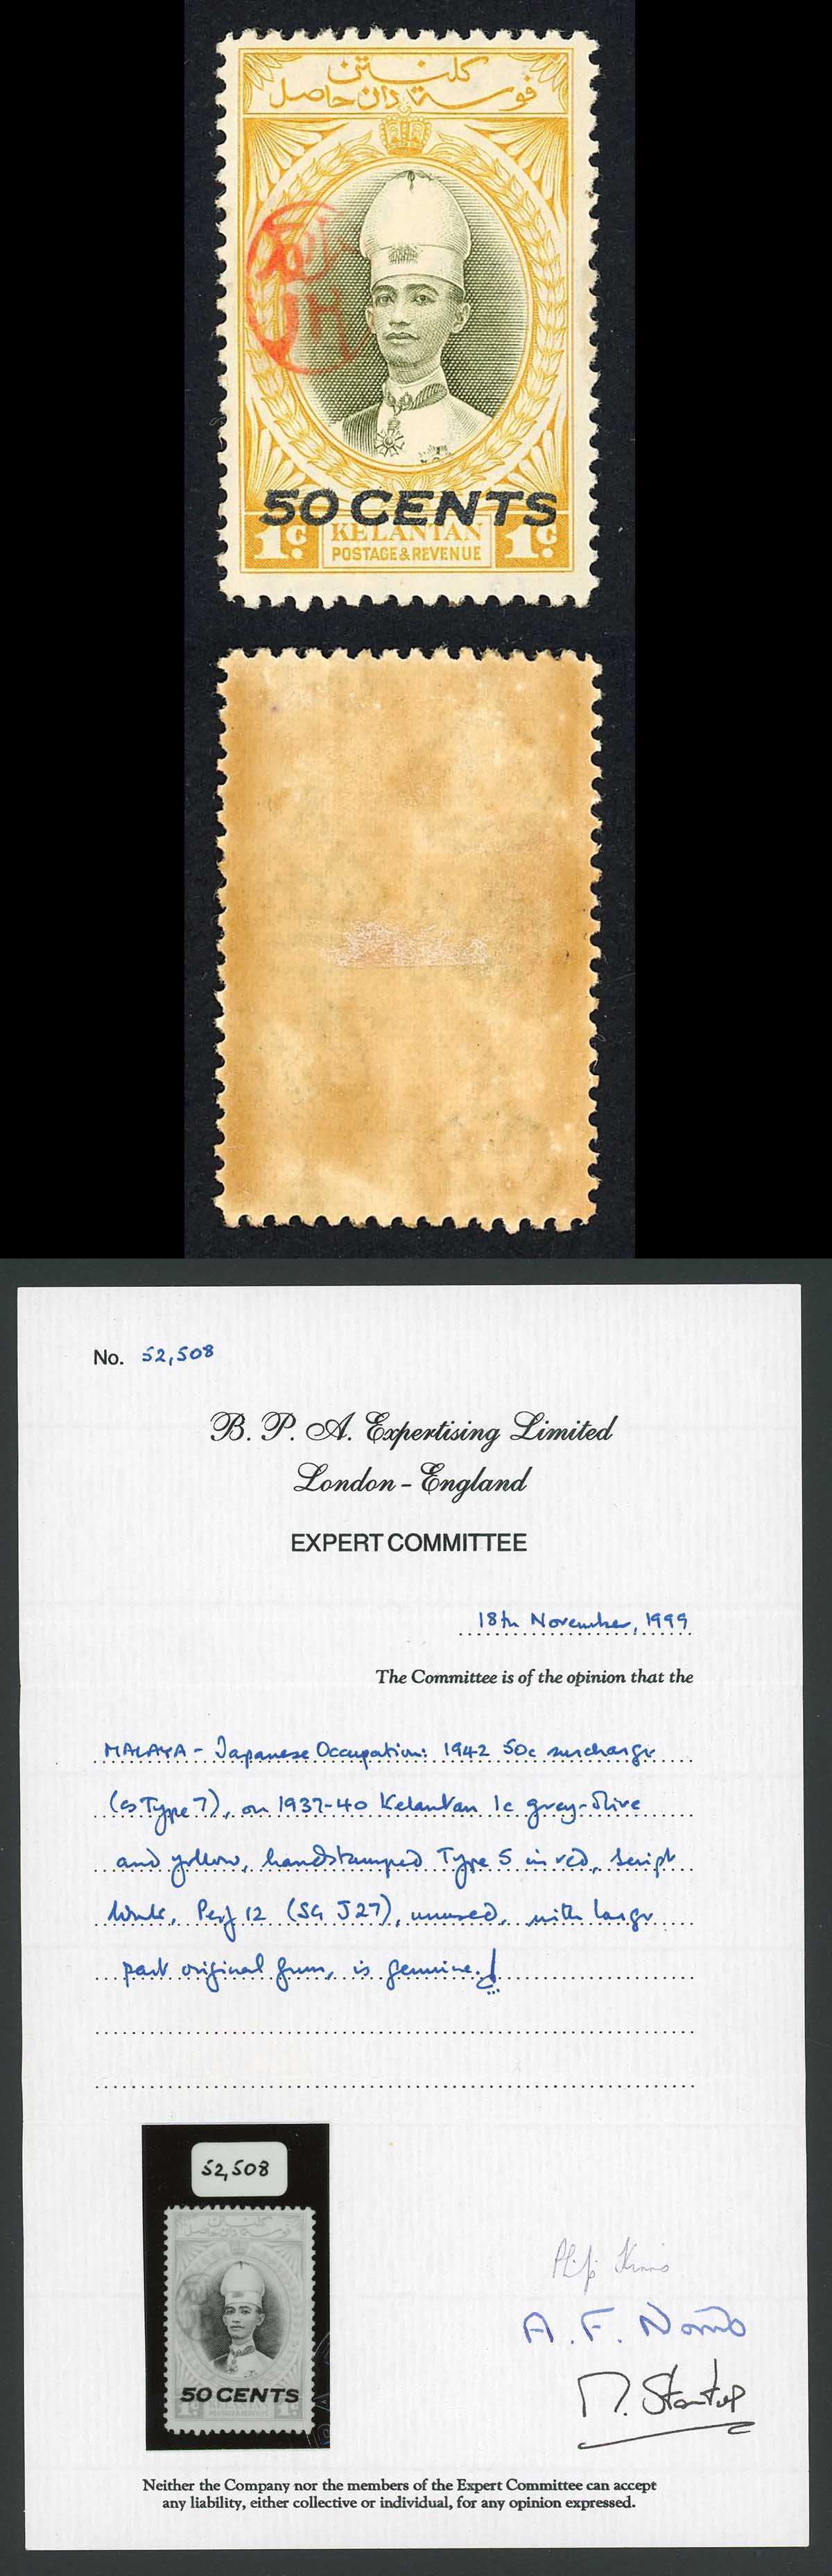 كلنتن
فوسة دان حاصل
50 CENTS
1c KELANTAN 1c
POSTAGE & REVENUE
No. 52,508
B. P. A. Expertising Limited
London - England
EXPERT COMMITTEE
18th November, 1999
The Committee is of the opinion that the
MALAYA - Japanese Occupation: 1942 50c surcharge
(as Type 7), on 1937-40 Kelantan 1c grey-olive
and yellow, handstamped Type 5 in red, script
wmk, Perf 12 (SG J27), unused, with large
part original gum, is genuine.
52,508
50 CENTS
A. F. Norris
Neither the Company nor the members of the Expert Committee can accept
any liability, either collective or individual, for any opinion expressed.